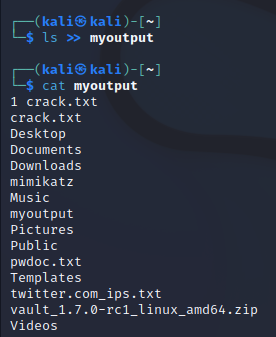 ┌──(kali㉿kali)-[~]
└─$ ls >> myoutput
┌──(kali㉿kali)-[~]
└─$ cat myoutput
1 crack.txt
crack.txt
Desktop
Documents
Downloads
mimikatz
Music
myoutput
Pictures
Public
pwdoc.txt
Templates
twitter.com_ips.txt
vault_1.7.0-rc1_linux_amd64.zip
Videos